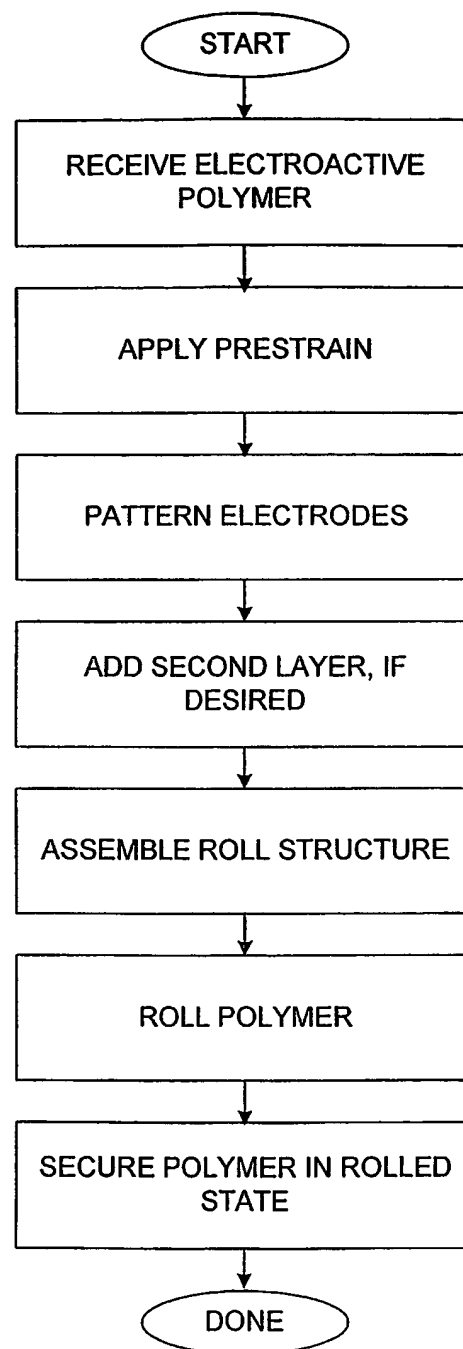 START
RECEIVE ELECTROACTIVE
POLYMER
APPLY PRESTRAIN
PATTERN ELECTRODES
ADD SECOND LAYER, IF
DESIRED
ASSEMBLE ROLL STRUCTURE
ROLL POLYMER
SECURE POLYMER IN ROLLED
STATE
DONE